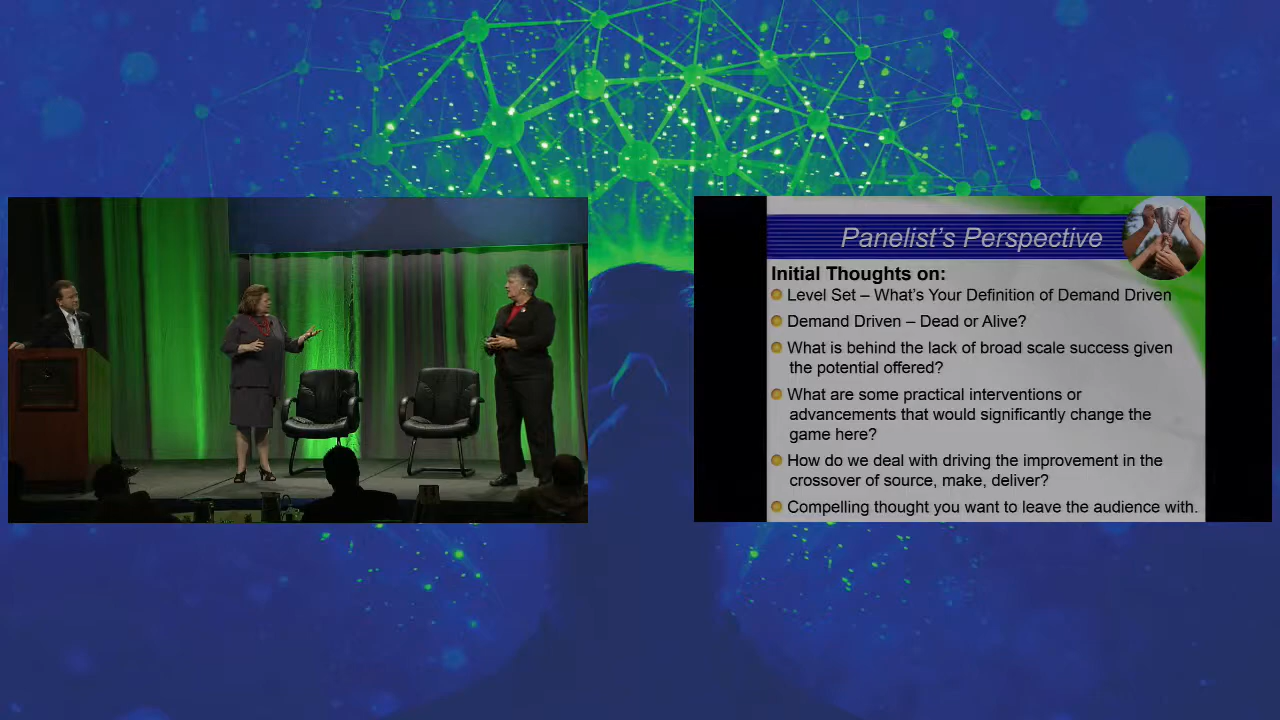 Panelist's Perspective
Initial Thoughts on:
Level Set – What's Your Definition of Demand Driven
Demand Driven – Dead or Alive?
What is behind the lack of broad scale success given
the potential offered?
What are some practical interventions or
advancements that would significantly change the
game here?
How do we deal with driving the improvement in the
crossover of source, make, deliver?
Compelling thought you want to leave the audience with.